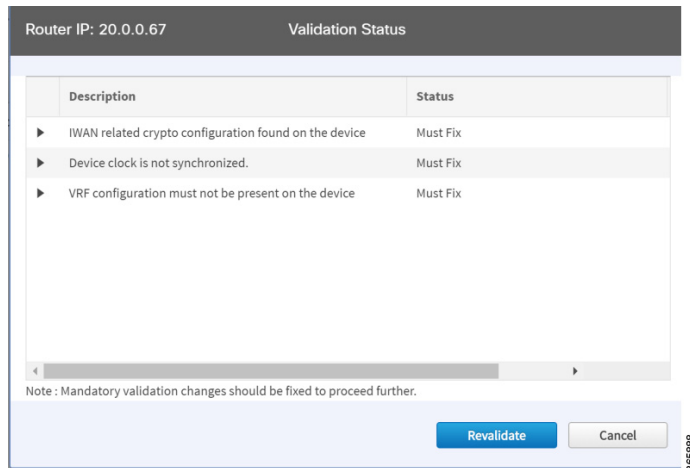 Router IP: 20.0.0.67 Validation Status
Description Status
IWAN related crypto configuration found on the device Must Fix
Device clock is not synchronized. Must Fix
VRF configuration must not be present on the device Must Fix
Note : Mandatory validation changes should be fixed to proceed further.
Revalidate Cancel